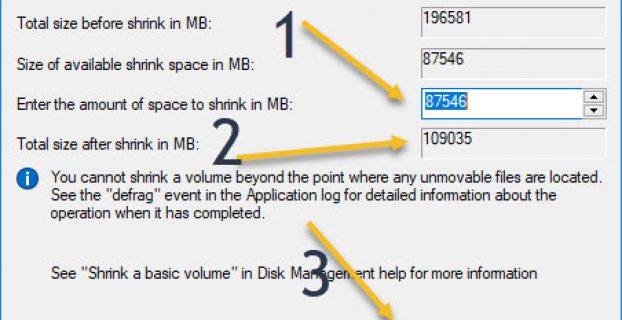 Total size before shrink in MB: 196581
1
Size of available shrink space in MB: 87546
Enter the amount of space to shrink in MB: 87546
Total size after shrink in MB: 109035
2
You cannot shrink a volume beyond the point where any unmovable files are located.
See the "defrag" event in the Application log for detailed information about the
operation when it has completed.
3
See "Shrink a basic volume" in Disk Management help for more information